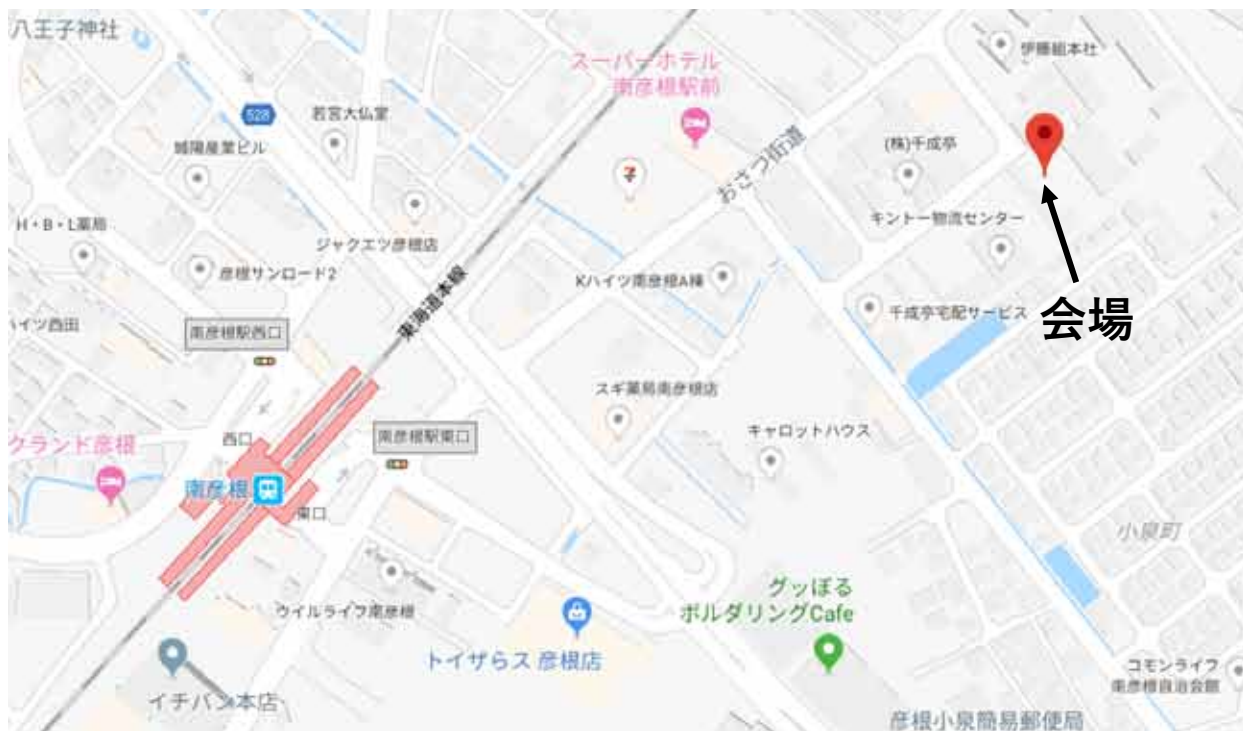 八王子神社
伊藤組本社
スーパーホテル
南彦根駅前
528
若宮大仏堂
城陽産業ビル
(株)千成亭
おさつ街道
H・B・L薬局
ジャクエツ彦根店
キントー物流センター
彦根サンロード2
Kハイツ南彦根A棟
東海道本線
千成亭宅配サービス
会場
ハイツ西田
南彦根駅西口
スギ薬局南彦根店
西口
南彦根駅東口
キャロットハウス
クランド彦根
南彦根
東口
小泉町
グッぼる
ボルダリングCafe
ウイルライフ南彦根
トイザらス 彦根店
イチバン本店
コモンライフ
南彦根自治会館
彦根小泉簡易郵便局